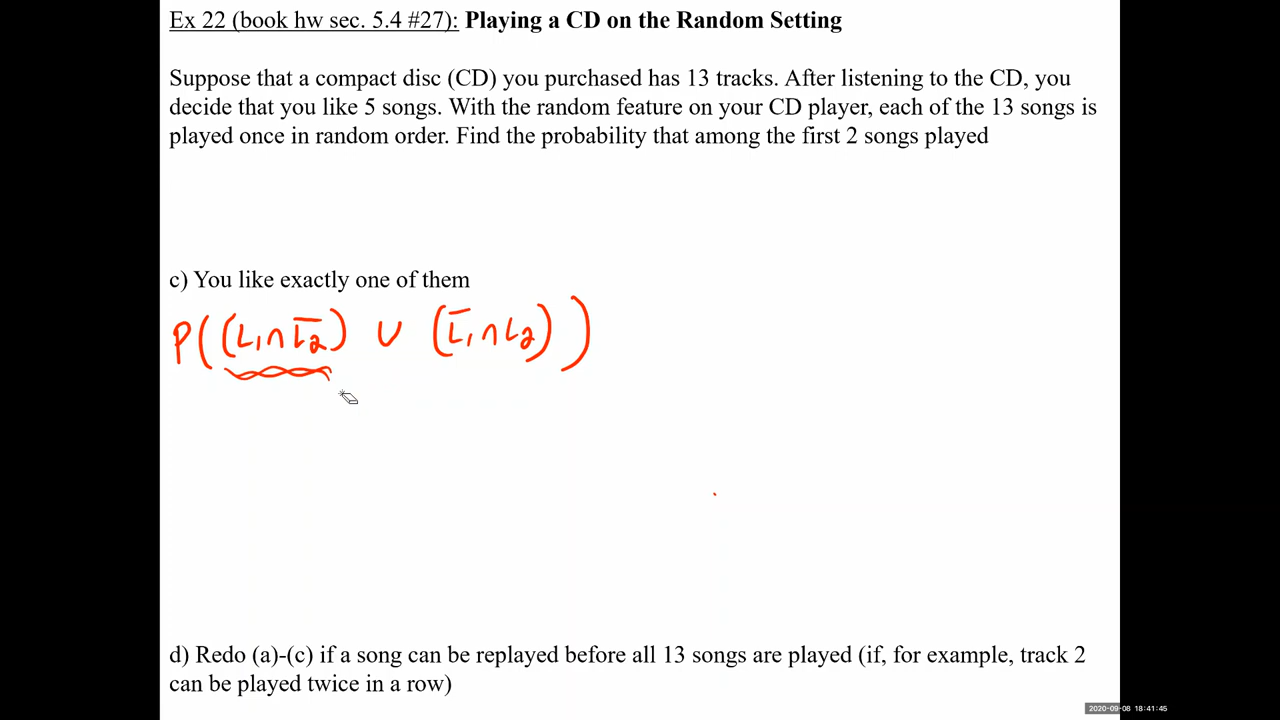 Ex 22 (book hw sec. 5.4 #27): Playing a CD on the Random Setting
Suppose that a compact disc (CD) you purchased has 13 tracks. After listening to the CD, you
decide that you like 5 songs. With the random feature on your CD player, each of the 13 songs is
played once in random order. Find the probability that among the first 2 songs played
c) You like exactly one of them
P((L₁∩L̅₂) ∪ (L̅₁∩L₂))
d) Redo (a)-(c) if a song can be replayed before all 13 songs are played (if, for example, track 2
can be played twice in a row)
2020-09-08 18:41:45